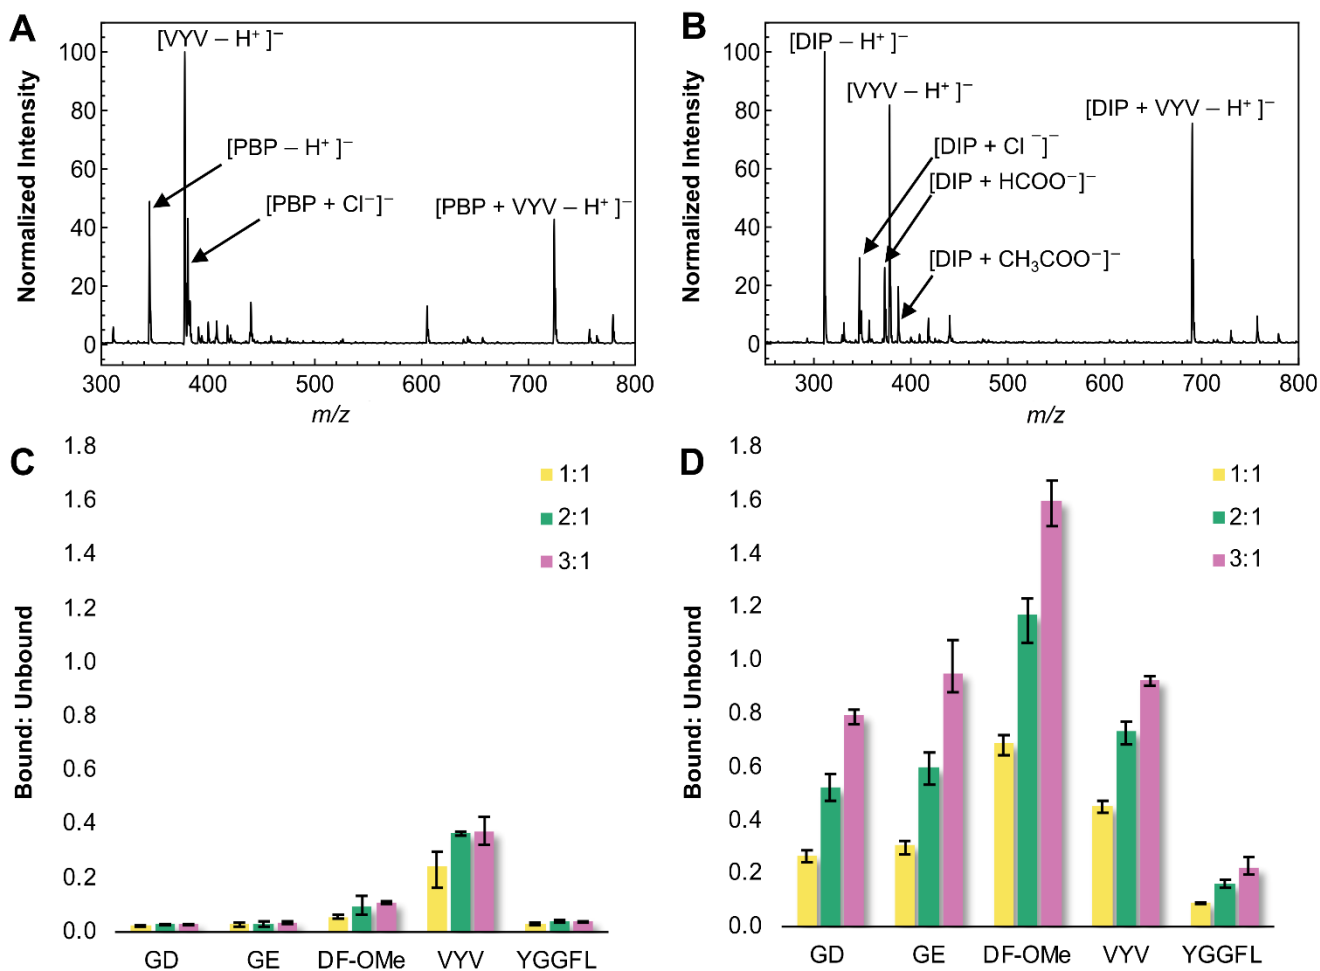 A
[VYV – H⁺ ]⁻
[PBP – H⁺ ]⁻
[PBP + Cl⁻]⁻
[PBP + VYV – H⁺ ]⁻
Normalized Intensity
100
80
60
40
20
0
300
400
500
600
700
800
m/z
B
[DIP – H⁺ ]⁻
[VYV – H⁺ ]⁻
[DIP + VYV – H⁺ ]⁻
[DIP + Cl ⁻]⁻
[DIP + HCOO⁻]⁻
[DIP + CH₃COO⁻]⁻
Normalized Intensity
100
80
60
40
20
0
300
400
500
600
700
800
m/z
C
1.8
1.6
1.4
1.2
1.0
0.8
0.6
0.4
0.2
0.0
Bound: Unbound
1:1
2:1
3:1
GD
GE
DF-OMe
VYV
YGGFL
D
1.8
1.6
1.4
1.2
1.0
0.8
0.6
0.4
0.2
0.0
Bound: Unbound
1:1
2:1
3:1
GD
GE
DF-OMe
VYV
YGGFL